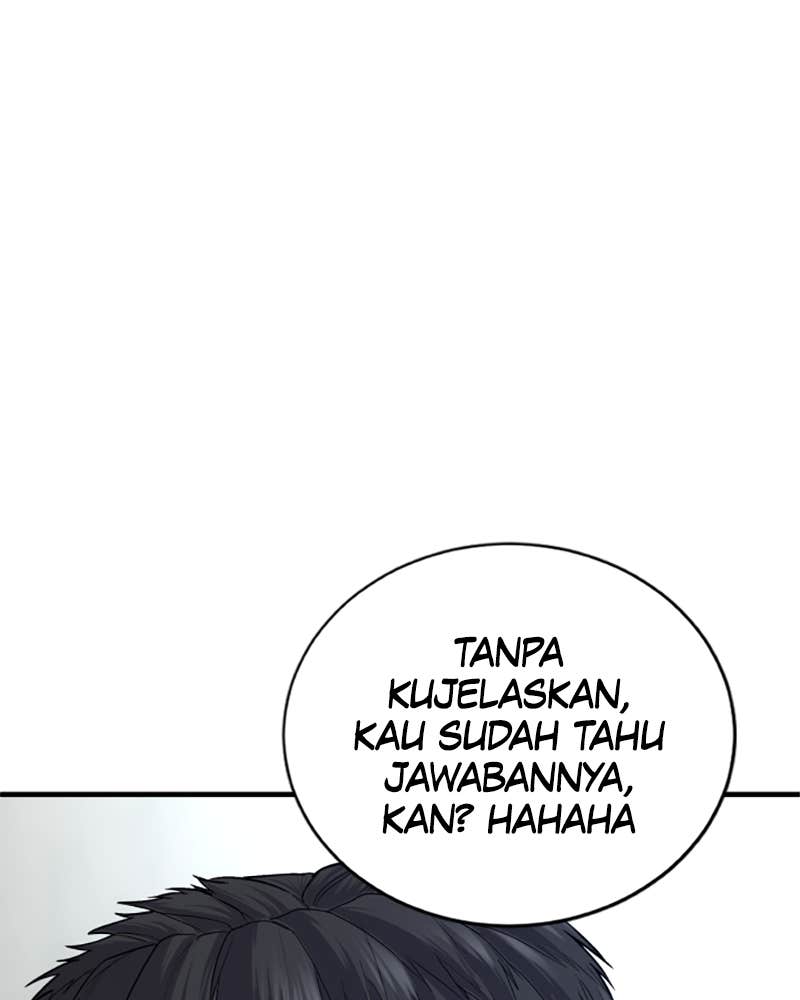 TANPA
KUJELASKAN,
KAU SUDAH TAHU
JAWABANNYA,
KAN? HAHAHA